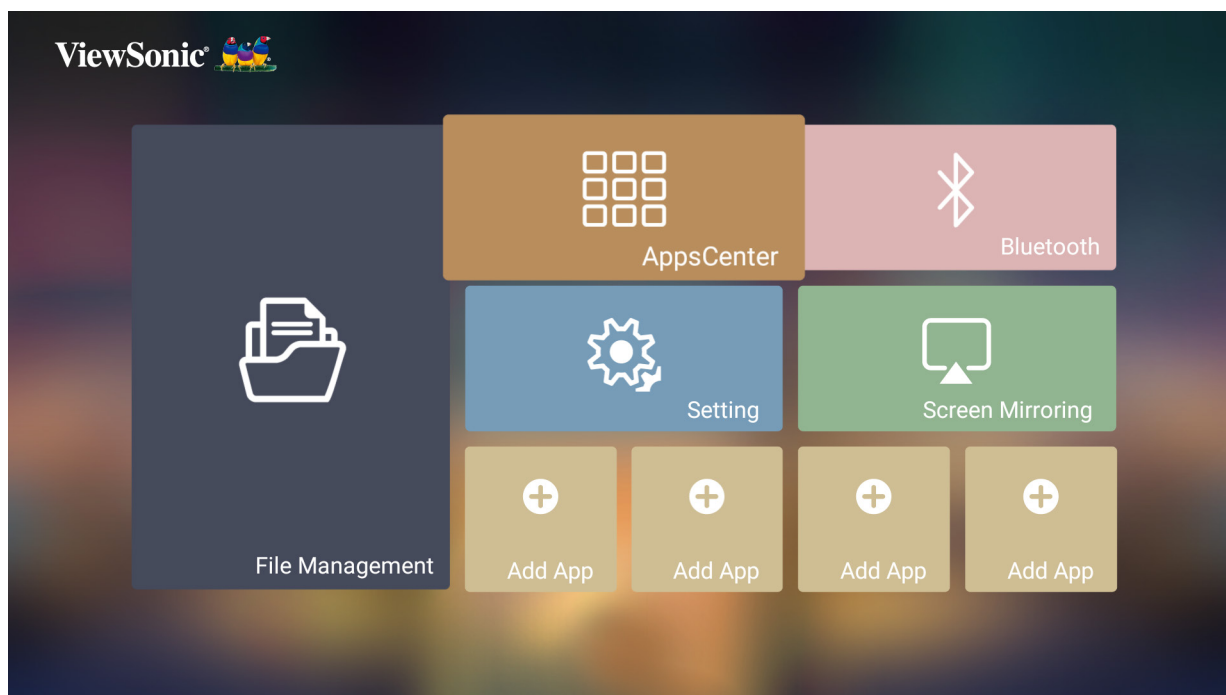 ViewSonic®
AppsCenter
Bluetooth
Setting
Screen Mirroring
File Management
Add App
Add App
Add App
Add App